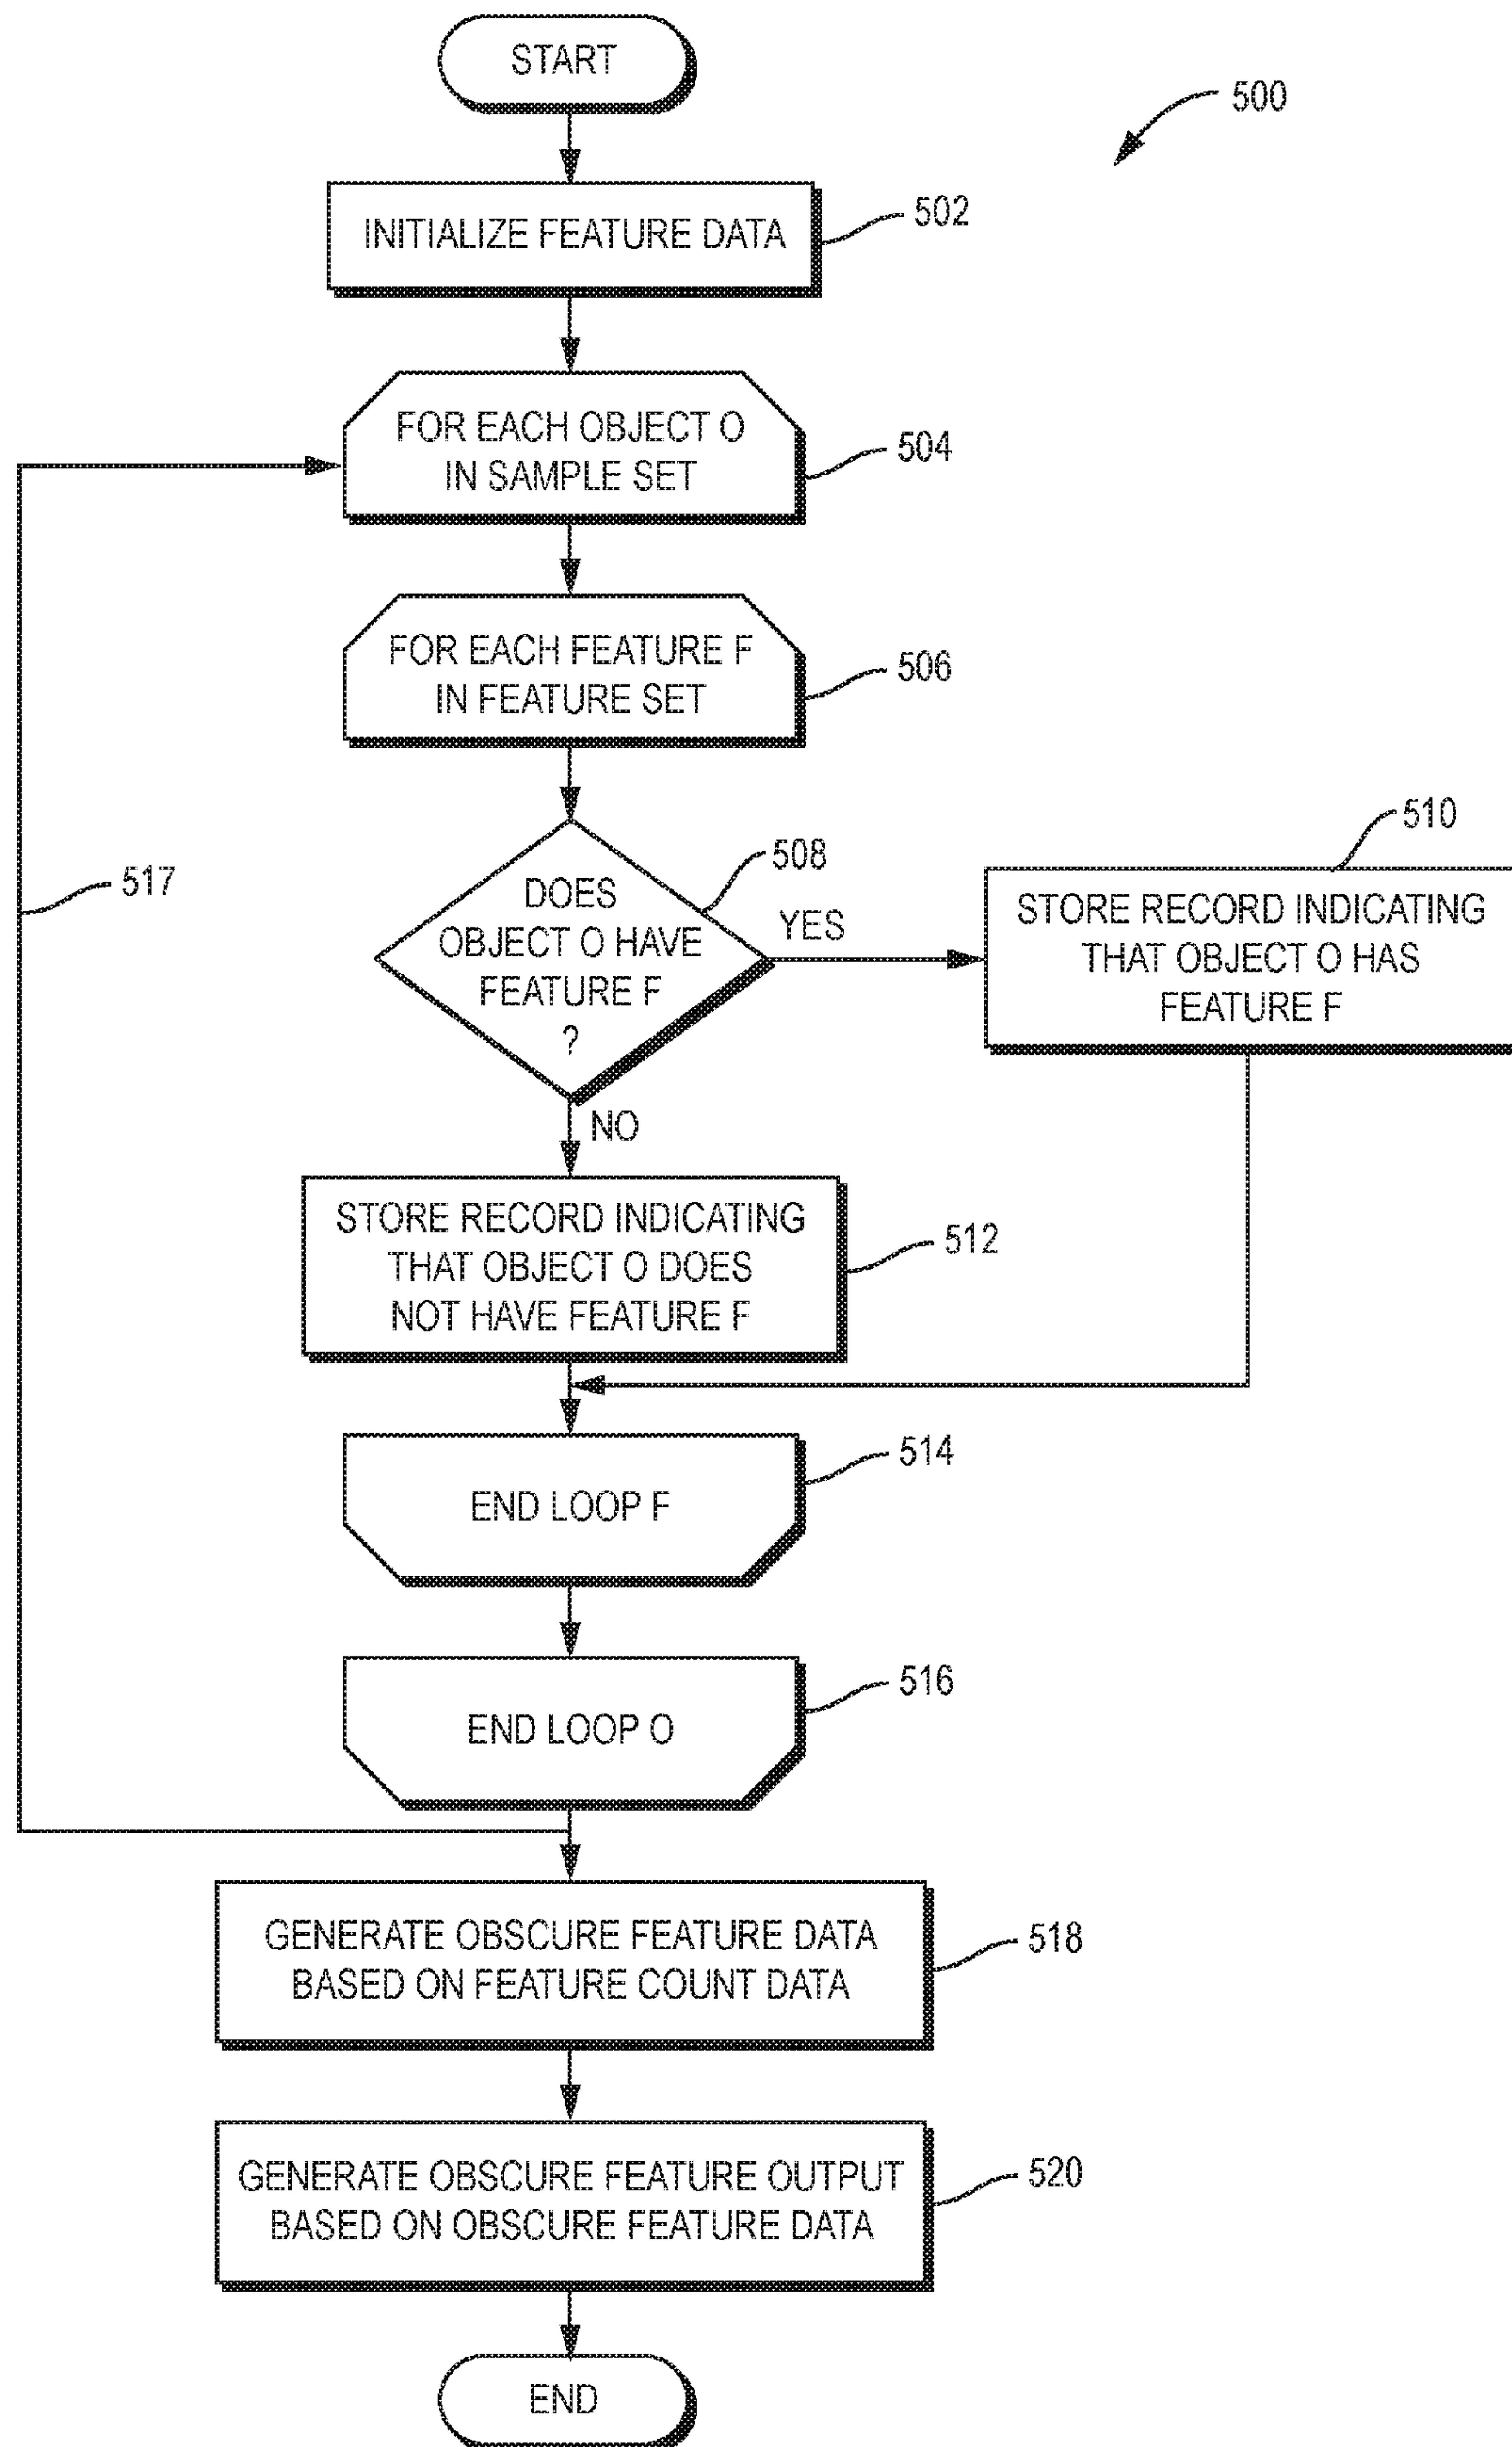 START
500
INITIALIZE FEATURE DATA
502
FOR EACH OBJECT O
IN SAMPLE SET
504
FOR EACH FEATURE F
IN FEATURE SET
506
517
DOES
OBJECT O HAVE
FEATURE F
?
508
YES
510
STORE RECORD INDICATING
THAT OBJECT O HAS
FEATURE F
NO
STORE RECORD INDICATING
THAT OBJECT O DOES
NOT HAVE FEATURE F
512
END LOOP F
514
END LOOP O
516
GENERATE OBSCURE FEATURE DATA
BASED ON FEATURE COUNT DATA
518
GENERATE OBSCURE FEATURE OUTPUT
BASED ON OBSCURE FEATURE DATA
520
END